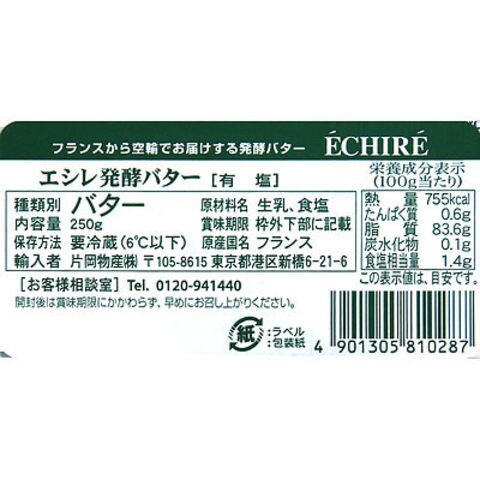 フランスから空輸でお届けする発酵バター ÉCHIRÉ
エシレ発酵バター [有 塩]
種類別 バター
内容量 250g
保存方法 要冷蔵(6℃以下)
原材料名 生乳、食塩
賞味期限 枠外下部に記載
原産国名 フランス
輸入者 片岡物産㈱ 〒105-8615 東京都港区新橋6-21-6
[お客様相談室] Tel. 0120-941440
開封後は賞味期限にかかわらず、早めにお召し上がりください。
栄養成分表示
(100g当たり)
熱量 755kcal
たんぱく質 0.6g
脂質 83.6g
炭水化物 0.1g
食塩相当量 1.4g
この表示値は、目安です。
紙
:ラベル
:包装紙
4 901305 810287